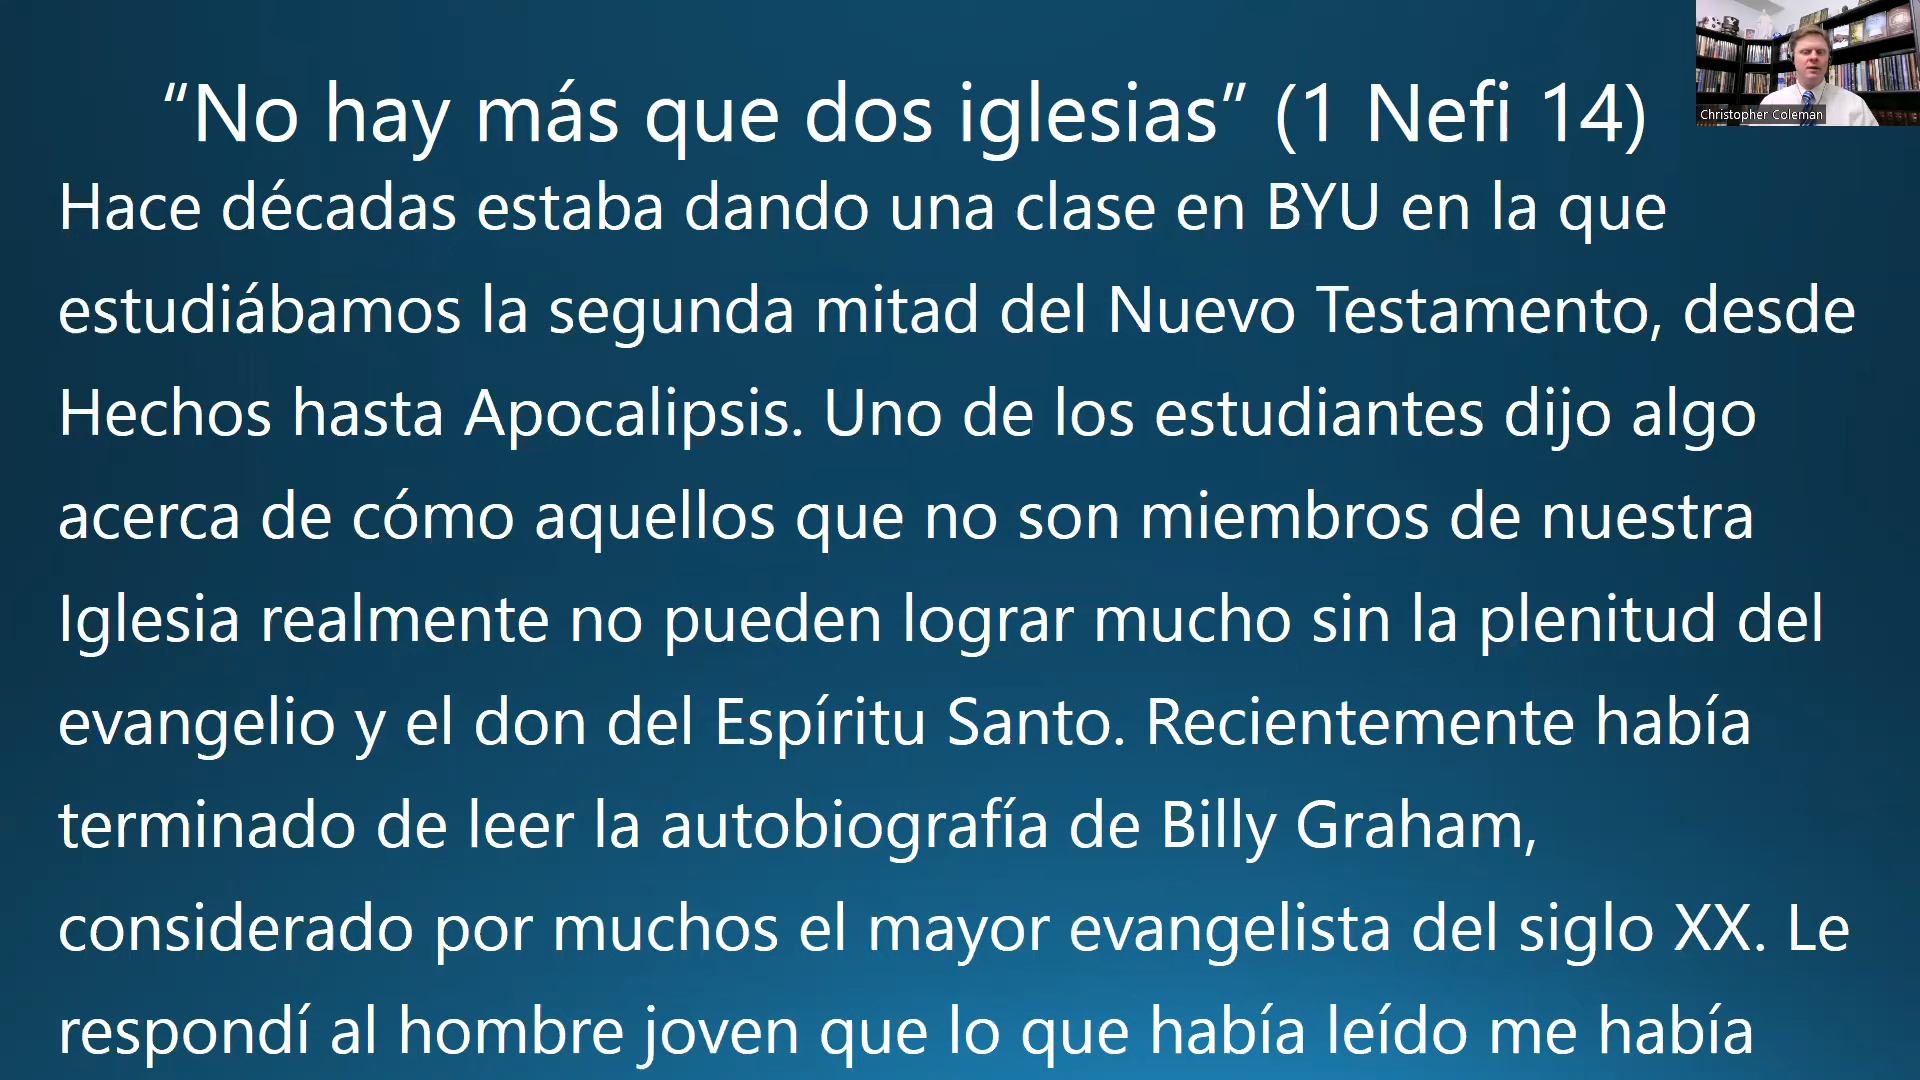 “No hay más que dos iglesias” (1 Nefi 14)
Christopher Coleman
Hace décadas estaba dando una clase en BYU en la que
estudiábamos la segunda mitad del Nuevo Testamento, desde
Hechos hasta Apocalipsis. Uno de los estudiantes dijo algo
acerca de cómo aquellos que no son miembros de nuestra
Iglesia realmente no pueden lograr mucho sin la plenitud del
evangelio y el don del Espíritu Santo. Recientemente había
terminado de leer la autobiografía de Billy Graham,
considerado por muchos el mayor evangelista del siglo XX. Le
respondí al hombre joven que lo que había leído me había